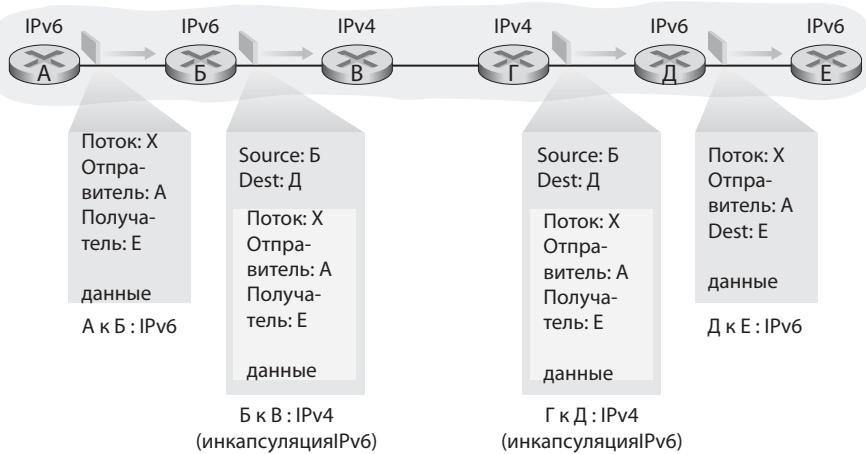 IPv6 IPv6 IPv4 IPv4 IPv6 IPv6
А Б В Г Д Е
Поток: X
Отпра-
витель: А
Получа-
тель: Е
данные
А к Б : IPv6
Source: Б
Dest: Д
Поток: X
Отпра-
витель: А
Получа-
тель: Е
данные
Б к В : IPv4
(инкапсуляцияIPv6)
Source: Б
Dest: Д
Поток: X
Отпра-
витель: А
Получа-
тель: Е
данные
Г к Д : IPv4
(инкапсуляцияIPv6)
Поток: X
Отпра-
витель: А
Dest: Е
данные
Д к Е : IPv6